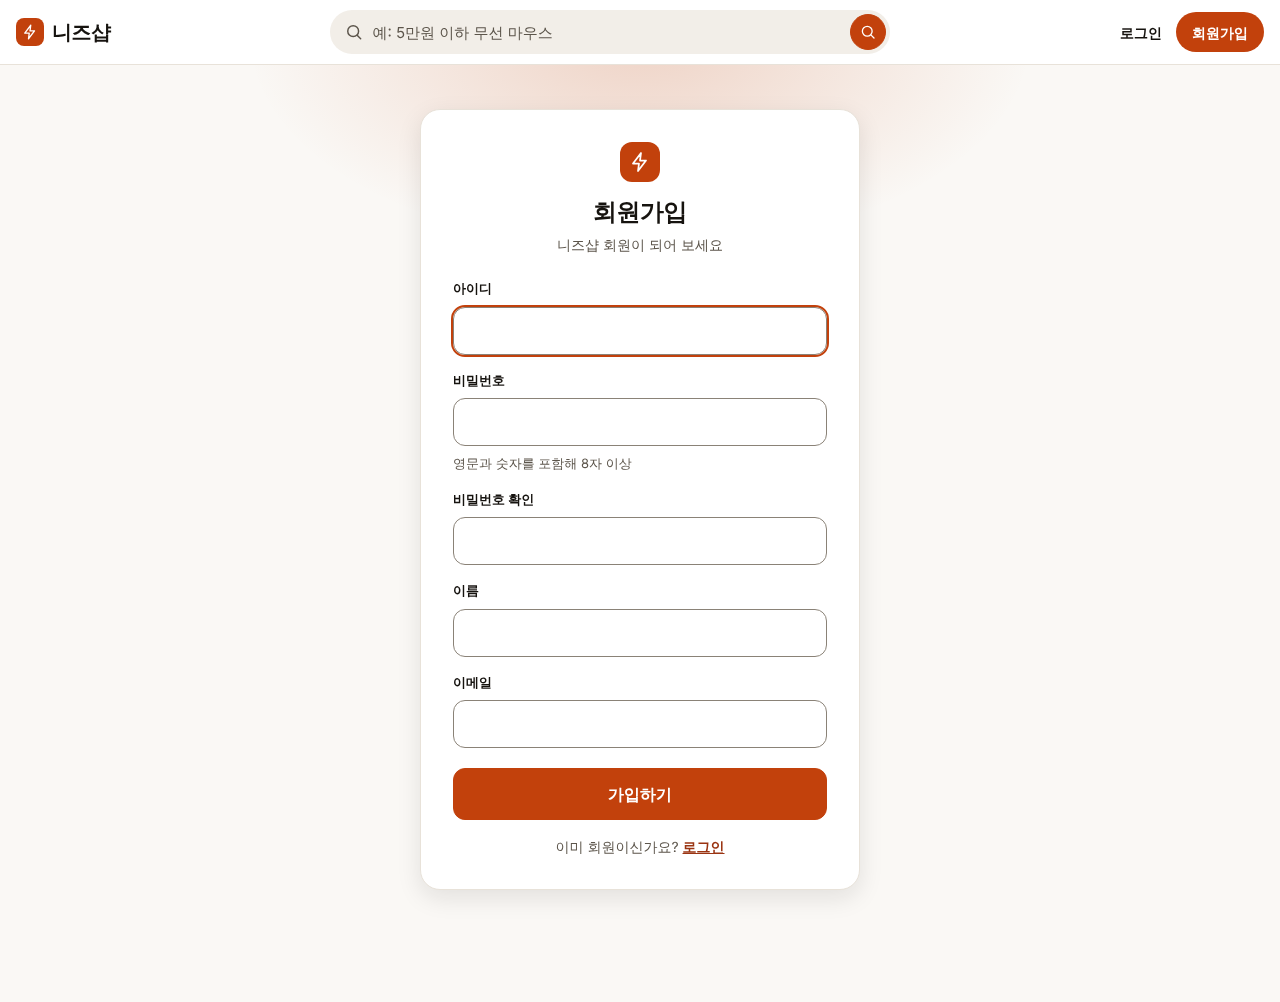 니즈샵
예: 5만원 이하 무선 마우스
로그인
회원가입
회원가입
니즈샵 회원이 되어 보세요
아이디
비밀번호
영문과 숫자를 포함해 8자 이상
비밀번호 확인
이름
이메일
가입하기
이미 회원이신가요? 로그인